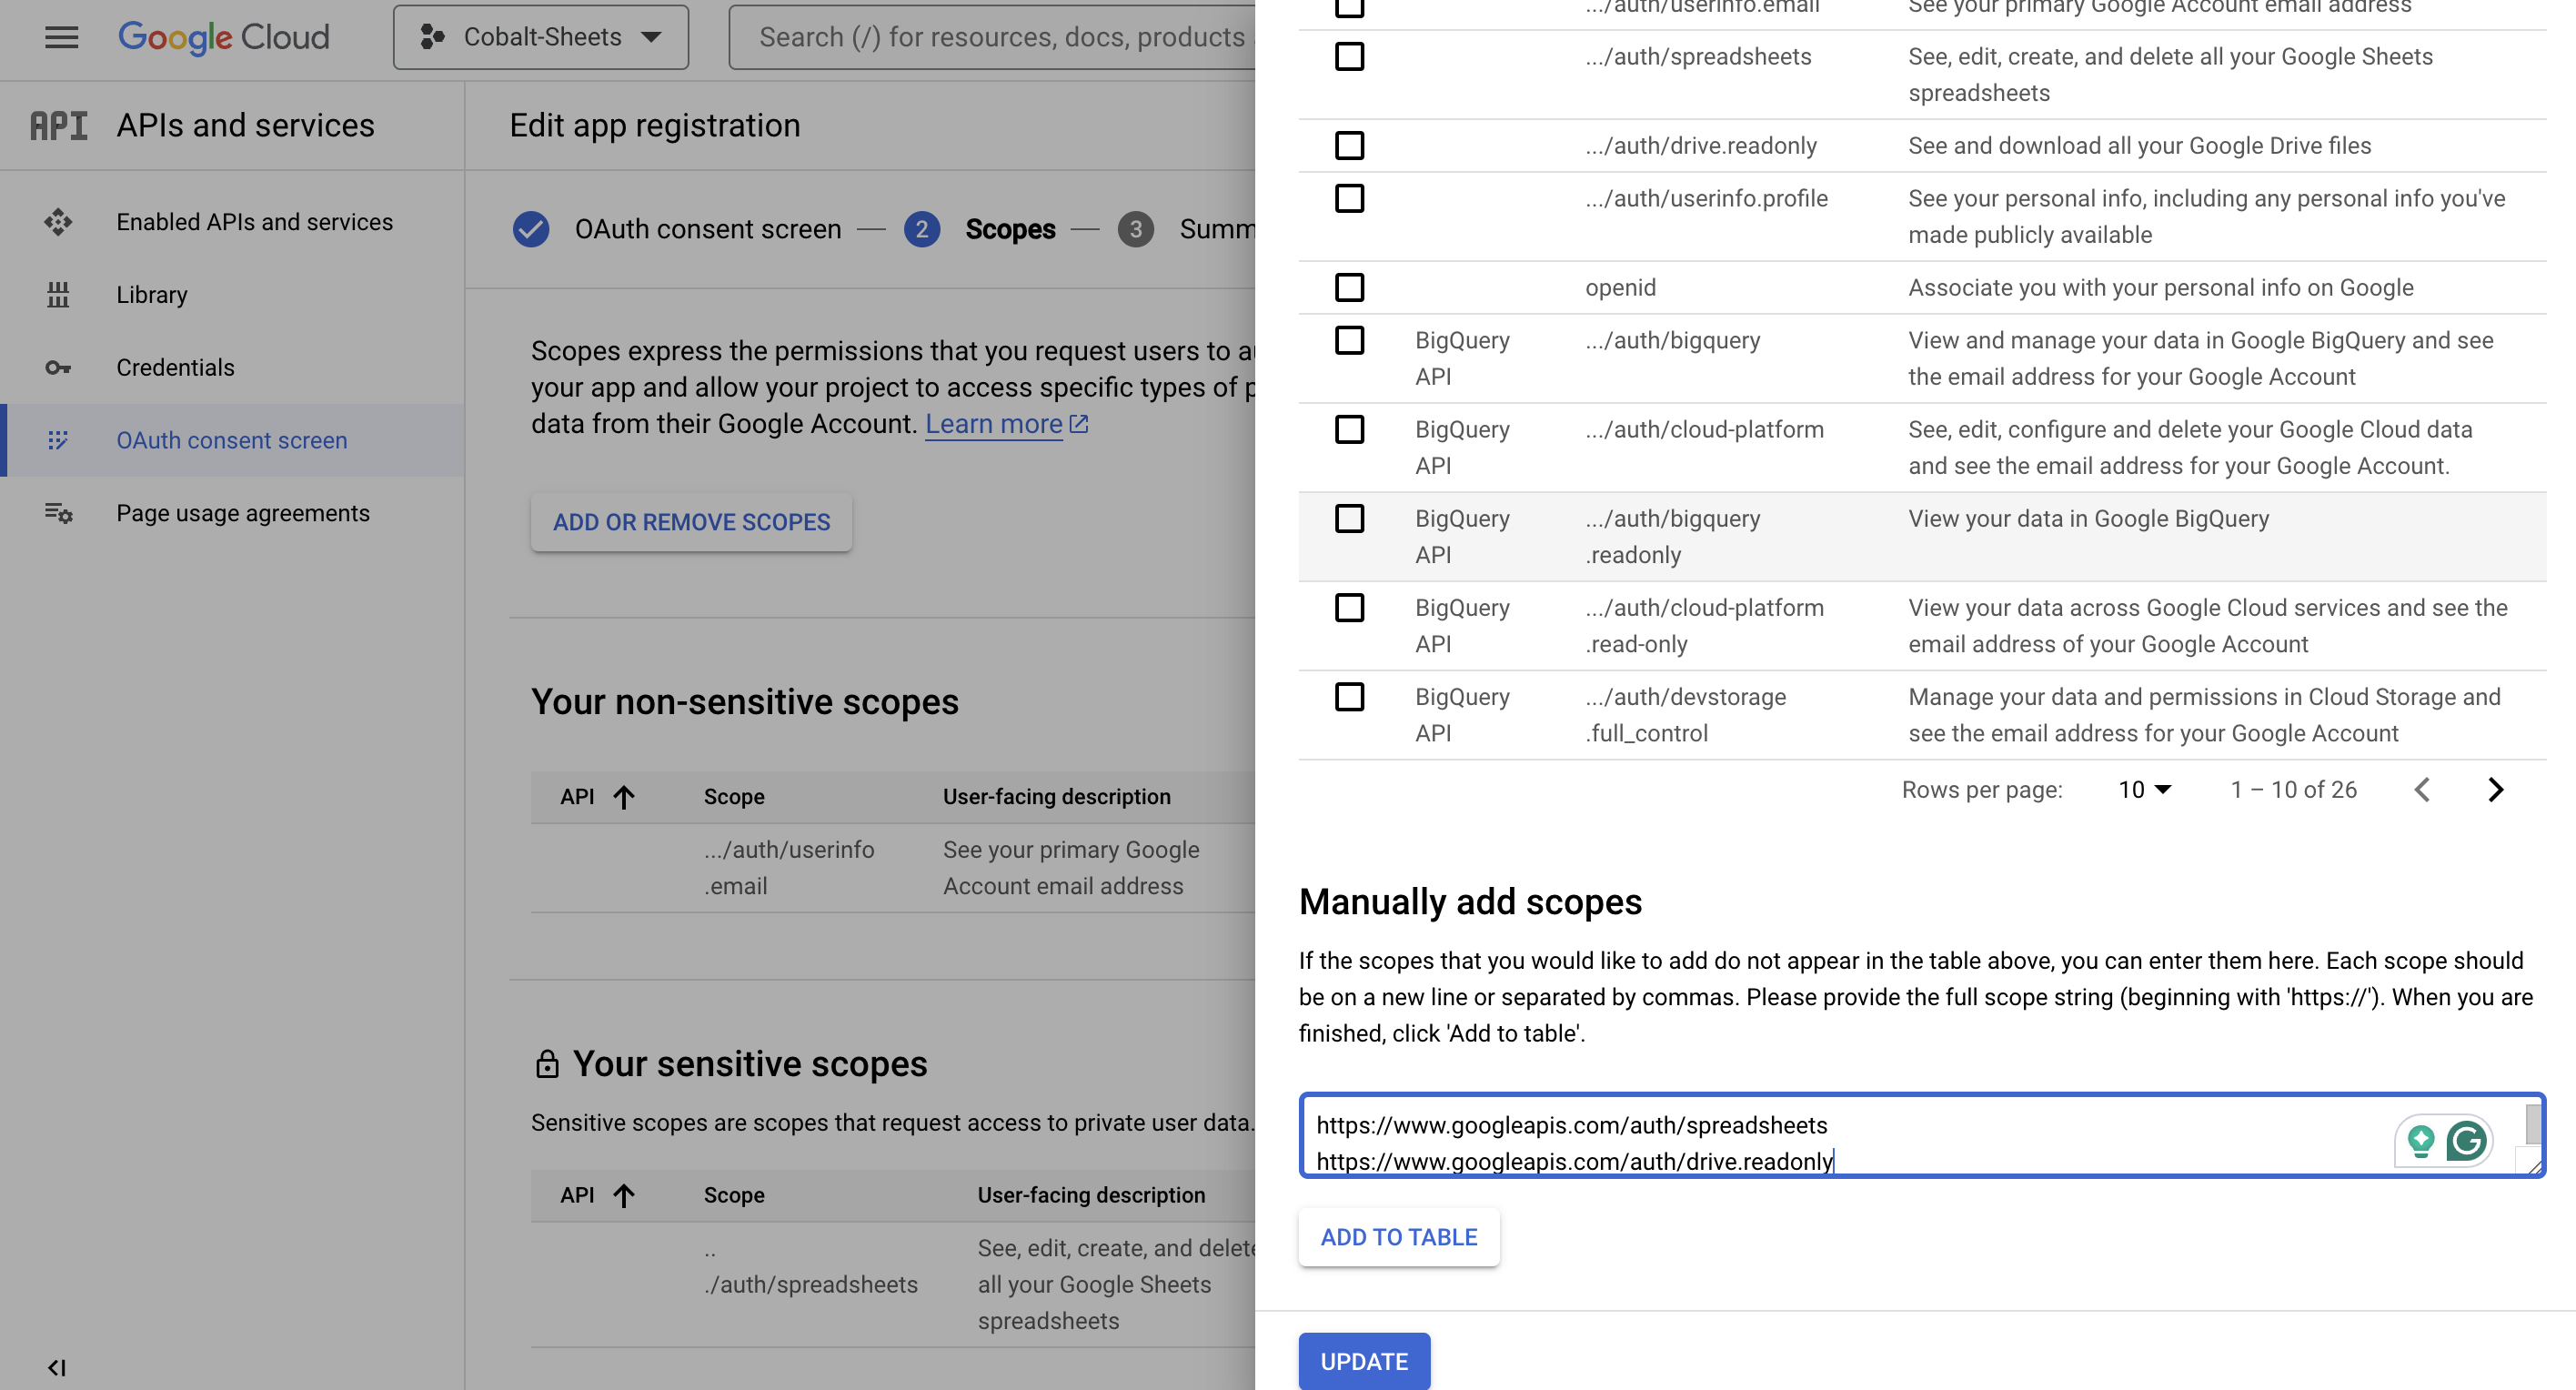 Google Cloud
Cobalt-Sheets
Search (/) for resources, docs, products
API APIs and services
Enabled APIs and services
Library
Credentials
OAuth consent screen
Page usage agreements
Edit app registration
OAuth consent screen — 2 Scopes — 3 Summ
Scopes express the permissions that you request users to a
your app and allow your project to access specific types of p
data from their Google Account. Learn more
ADD OR REMOVE SCOPES
Your non-sensitive scopes
API Scope User-facing description
.../auth/userinfo
.email
See your primary Google
Account email address
Your sensitive scopes
Sensitive scopes are scopes that request access to private user data.
API Scope User-facing description
..
./auth/spreadsheets
See, edit, create, and delete
all your Google Sheets
spreadsheets
.../auth/userinfo.email See your primary Google Account email address
.../auth/spreadsheets See, edit, create, and delete all your Google Sheets
spreadsheets
.../auth/drive.readonly See and download all your Google Drive files
.../auth/userinfo.profile See your personal info, including any personal info you've
made publicly available
openid Associate you with your personal info on Google
BigQuery .../auth/bigquery View and manage your data in Google BigQuery and see
API the email address for your Google Account
BigQuery .../auth/cloud-platform See, edit, configure and delete your Google Cloud data
API and see the email address for your Google Account.
BigQuery .../auth/bigquery View your data in Google BigQuery
API .readonly
BigQuery .../auth/cloud-platform View your data across Google Cloud services and see the
API .read-only email address of your Google Account
BigQuery .../auth/devstorage Manage your data and permissions in Cloud Storage and
API .full_control see the email address for your Google Account
Rows per page: 10 1 – 10 of 26
Manually add scopes
If the scopes that you would like to add do not appear in the table above, you can enter them here. Each scope should
be on a new line or separated by commas. Please provide the full scope string (beginning with 'https://'). When you are
finished, click 'Add to table'.
https://www.googleapis.com/auth/spreadsheets
https://www.googleapis.com/auth/drive.readonly
ADD TO TABLE
UPDATE